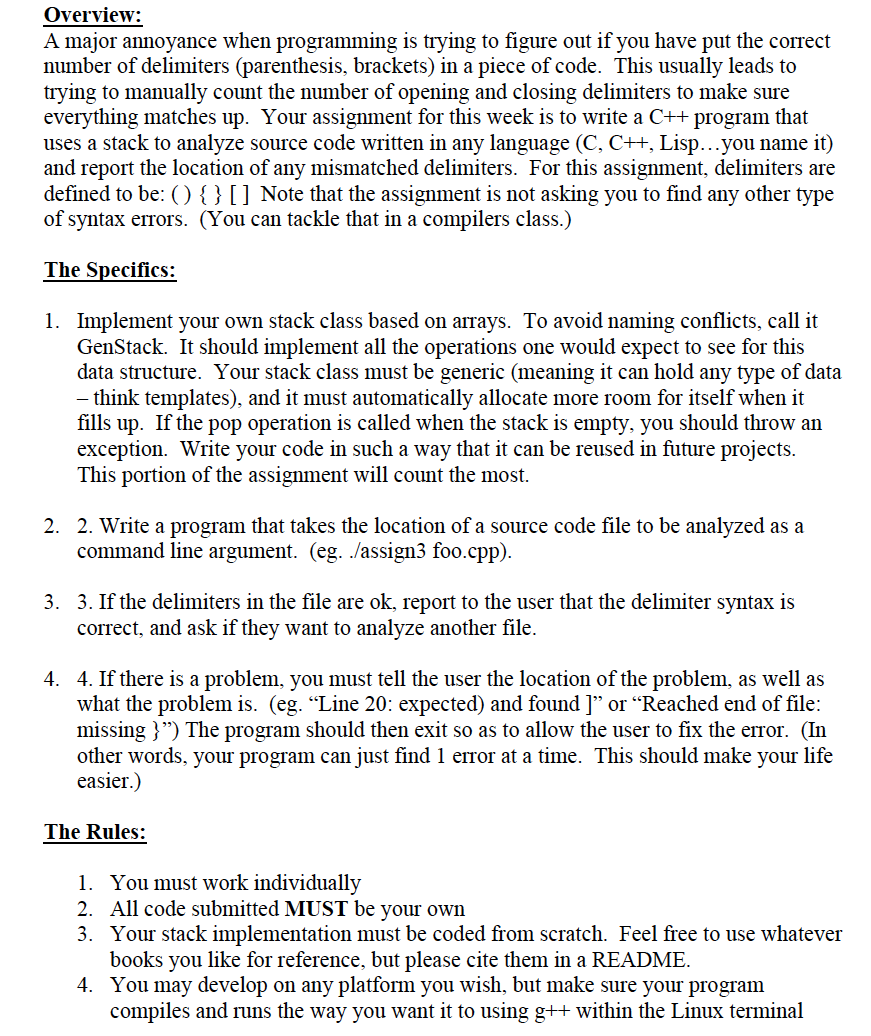 Overview:
A major annoyance when programming is trying to figure out if you have put the correct
number of delimiters (parenthesis, brackets) in a piece of code.  This usually leads to
trying to manually count the number of opening and closing delimiters to make sure
everything matches up.  Your assignment for this week is to write a C++ program that
uses a stack to analyze source code written in any language (C, C++, Lisp…you name it)
and report the location of any mismatched delimiters.  For this assignment, delimiters are
defined to be: ( ) { } [ ]  Note that the assignment is not asking you to find any other type
of syntax errors.  (You can tackle that in a compilers class.)
The Specifics:
1. Implement your own stack class based on arrays.  To avoid naming conflicts, call it
GenStack.  It should implement all the operations one would expect to see for this
data structure.  Your stack class must be generic (meaning it can hold any type of data
– think templates), and it must automatically allocate more room for itself when it
fills up.  If the pop operation is called when the stack is empty, you should throw an
exception.  Write your code in such a way that it can be reused in future projects.
This portion of the assignment will count the most.
2. 2. Write a program that takes the location of a source code file to be analyzed as a
command line argument.  (eg. ./assign3 foo.cpp).
3. 3. If the delimiters in the file are ok, report to the user that the delimiter syntax is
correct, and ask if they want to analyze another file.
4. 4. If there is a problem, you must tell the user the location of the problem, as well as
what the problem is.  (eg. “Line 20: expected) and found ]” or “Reached end of file:
missing }”) The program should then exit so as to allow the user to fix the error.  (In
other words, your program can just find 1 error at a time.  This should make your life
easier.)
The Rules:
1. You must work individually
2. All code submitted MUST be your own
3. Your stack implementation must be coded from scratch.  Feel free to use whatever
books you like for reference, but please cite them in a README.
4. You may develop on any platform you wish, but make sure your program
compiles and runs the way you want it to using g++ within the Linux terminal